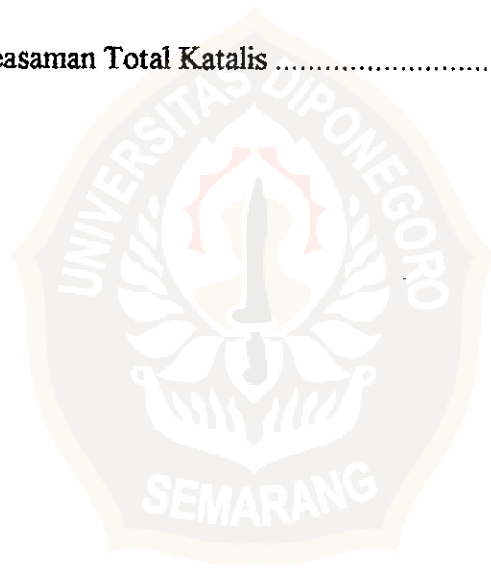 easaman Total Katalis ..............................
UNIVERSITAS DIPONEGORO
SEMARANG